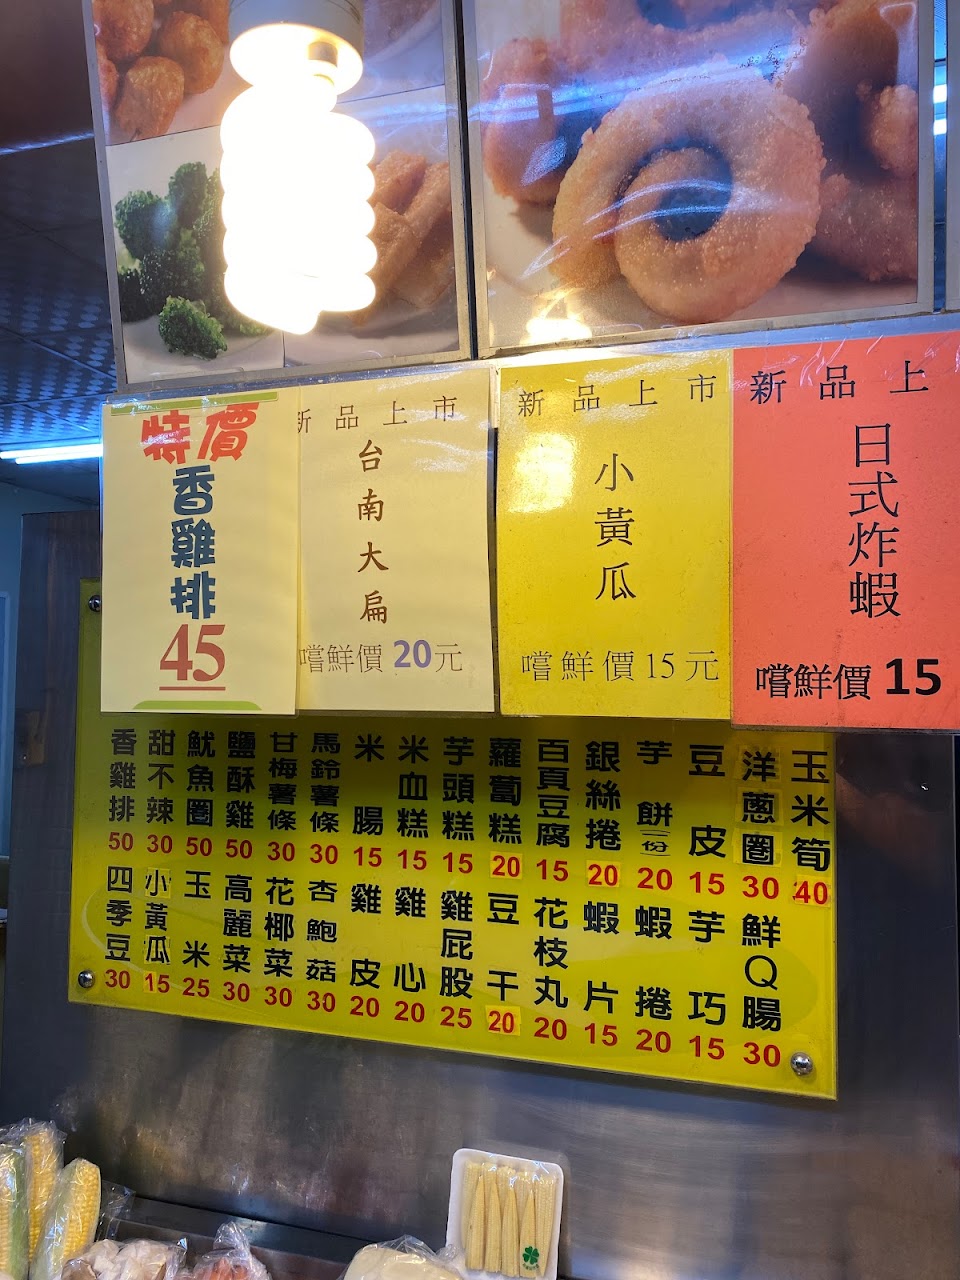 特價
香雞排
45
新品上市
台南大扁
嚐鮮價20元
新品上市
小黃瓜
嚐鮮價15元
新品上
日式炸蝦
嚐鮮價15
香雞排 50
甜不辣 30
魷魚圈 50
鹽酥雞 50
甘梅薯條 30
馬鈴薯條 30
米腸 15
米血糕 15
芋頭糕 15
蘿蔔糕 20
百頁豆腐 15
銀絲捲 20
芋餅(一份) 20
豆皮 15
洋蔥圈 30
玉米筍 40
四季豆 30
小黃瓜 15
玉米 25
高麗菜 30
花椰菜 30
杏鮑菇 30
雞皮 20
雞心 20
雞屁股 25
豆干 20
花枝丸 20
蝦片 15
蝦捲 20
芋巧 15
鮮Q腸 30